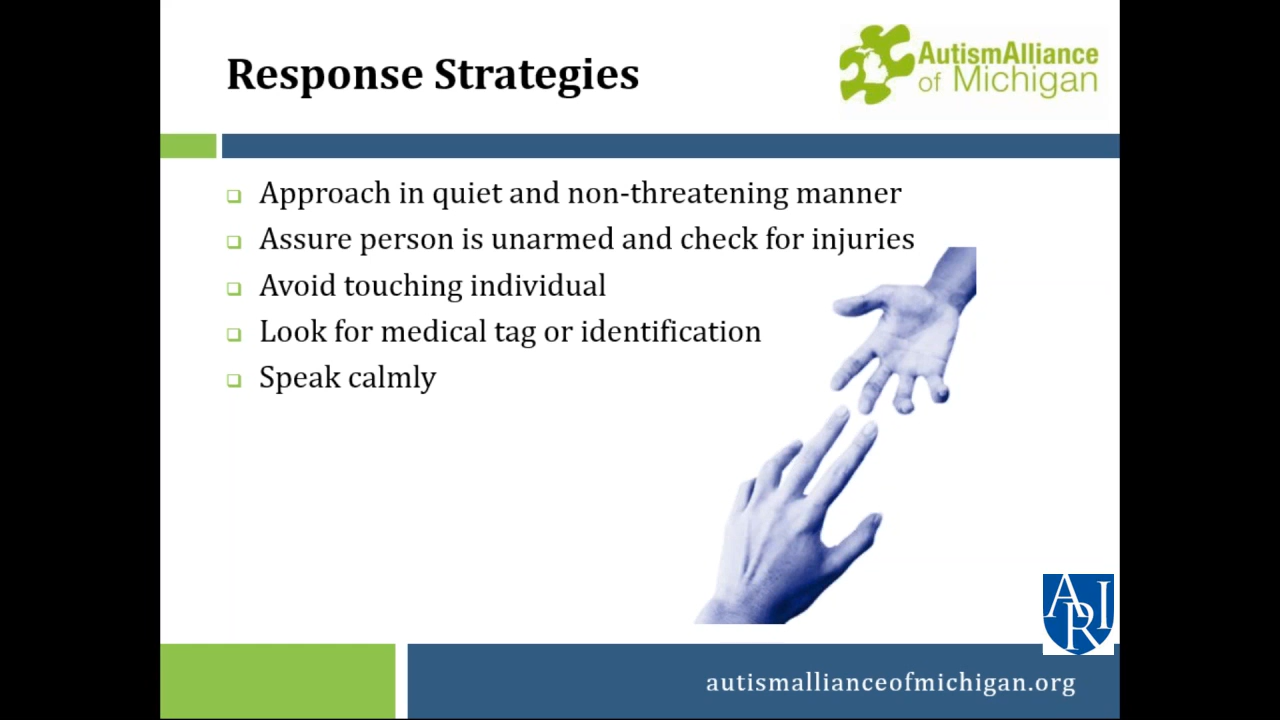 Response Strategies
AutismAlliance
of Michigan
Approach in quiet and non-threatening manner
Assure person is unarmed and check for injuries
Avoid touching individual
Look for medical tag or identification
Speak calmly
ARI
autismallianceofmichigan.org